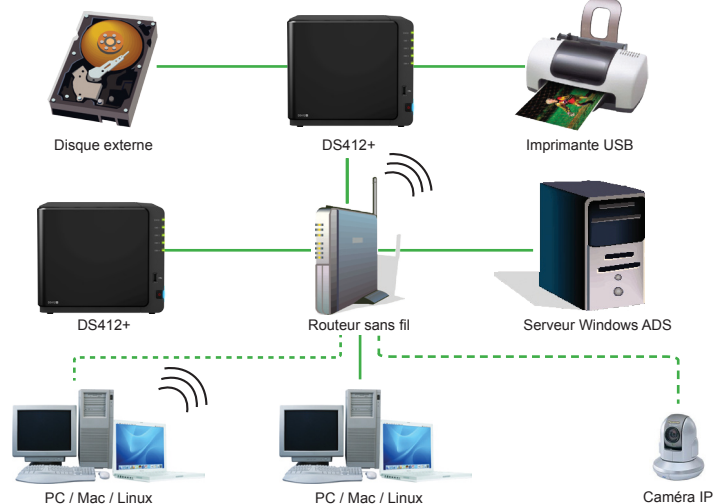 Disque externe
DS412+
Imprimante USB
DS412+
Routeur sans fil
Serveur Windows ADS
PC / Mac / Linux
PC / Mac / Linux
Caméra IP